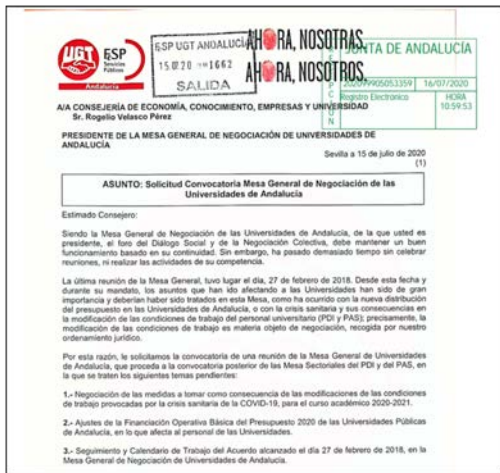 UGT
ESP
Servicios
Públicos
Andalucía
ESP UGT ANDALUCÍA
15.07.20 1662
SALIDA
AHORA, NOSOTRAS.
AHORA, NOSOTROS.
JUNTA DE ANDALUCÍA
RECEPCIÓN
202099905053359
16/07/2020
Registro Electrónico
HORA
10:59:53
A/A CONSEJERÍA DE ECONOMÍA, CONOCIMIENTO, EMPRESAS Y UNIVERSIDAD
Sr. Rogelio Velasco Pérez
PRESIDENTE DE LA MESA GENERAL DE NEGOCIACIÓN DE UNIVERSIDADES DE
ANDALUCÍA
Sevilla a 15 de julio de 2020
(1)
ASUNTO: Solicitud Convocatoria Mesa General de Negociación de las
Universidades de Andalucía
Estimado Consejero:
Siendo la Mesa General de Negociación de las Universidades de Andalucía, de la que usted es
presidente, el foro del Diálogo Social y de la Negociación Colectiva, debe mantener un buen
funcionamiento basado en su continuidad. Sin embargo, ha pasado demasiado tiempo sin celebrar
reuniones, ni realizar las actividades de su competencia.
La última reunión de la Mesa General, tuvo lugar el día, 27 de febrero de 2018. Desde esta fecha y
durante su mandato, los asuntos que han ido afectando a las Universidades han sido de gran
importancia y deberían haber sido tratados en esta Mesa, como ha ocurrido con la nueva distribución
del presupuesto en las Universidades de Andalucía, o con la crisis sanitaria y sus consecuencias en
la modificación de las condiciones de trabajo del personal universitario (PDI y PAS); precisamente, la
modificación de las condiciones de trabajo es materia objeto de negociación, recogida por nuestro
ordenamiento jurídico.
Por esta razón, le solicitamos la convocatoria de una reunión de la Mesa General de Universidades
de Andalucía, que proceda a la convocatoria posterior de las Mesa Sectoriales del PDI y del PAS, en
la que se traten los siguientes temas pendientes:
1.- Negociación de las medidas a tomar como consecuencia de las modificaciones de las condiciones
de trabajo provocadas por la crisis sanitaria de la COVID-19, para el curso académico 2020-2021.
2.- Ajustes de la Financiación Operativa Básica del Presupuesto 2020 de las Universidades Públicas
de Andalucía, en lo que afecta al personal de las Universidades.
3.- Seguimiento y Calendario de Trabajo del Acuerdo alcanzado el día 27 de febrero de 2018, en la
Mesa General de Negociación de Universidades de Andalucía.